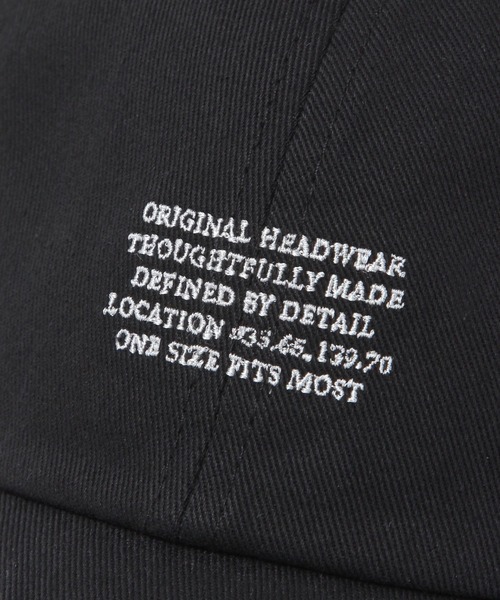 ORIGINAL HEADWEAR
THOUGHTFULLY MADE
DEFINED BY DETAIL
LOCATION #35.65,139.70
ONE SIZE FITS MOST